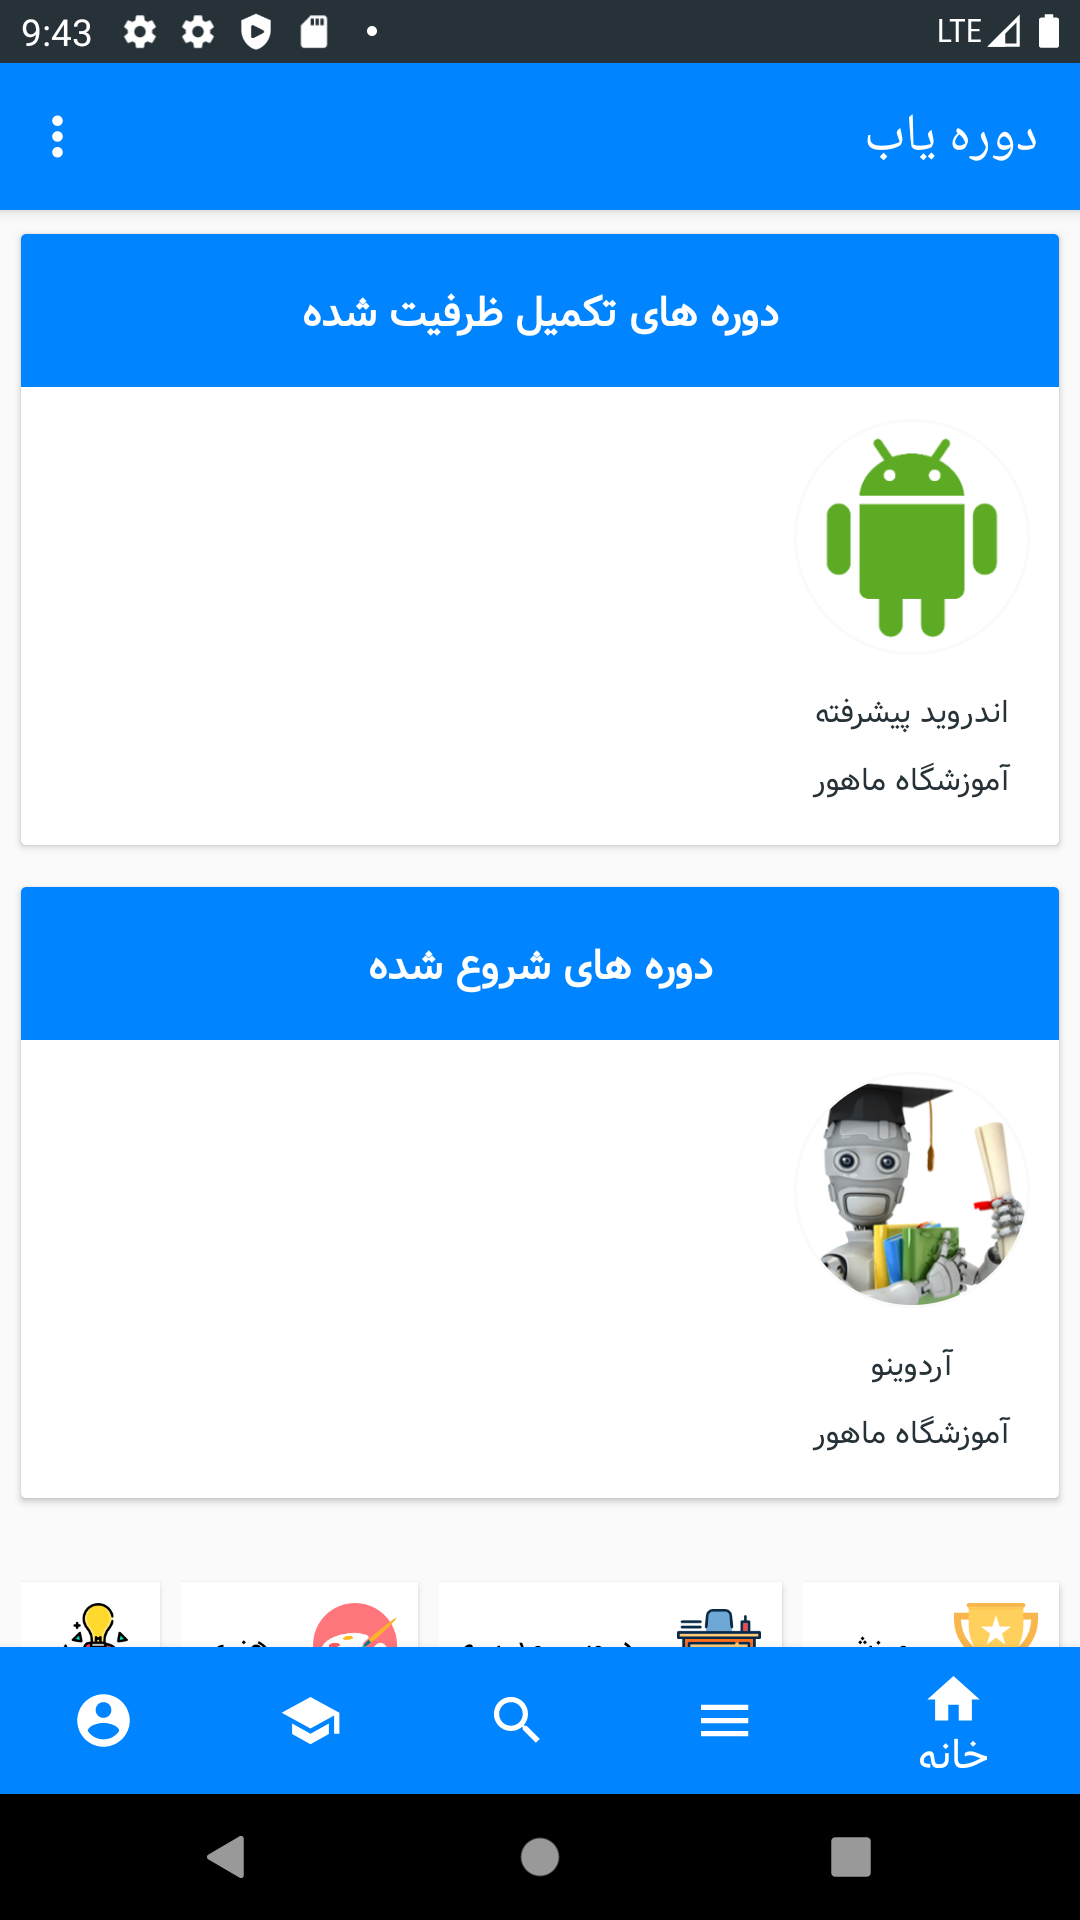 9:43
LTE
دوره یاب
دوره های تکمیل ظرفیت شده
اندروید پیشرفته
آموزشگاه ماهور
دوره های شروع شده
آردوینو
آموزشگاه ماهور
خانه